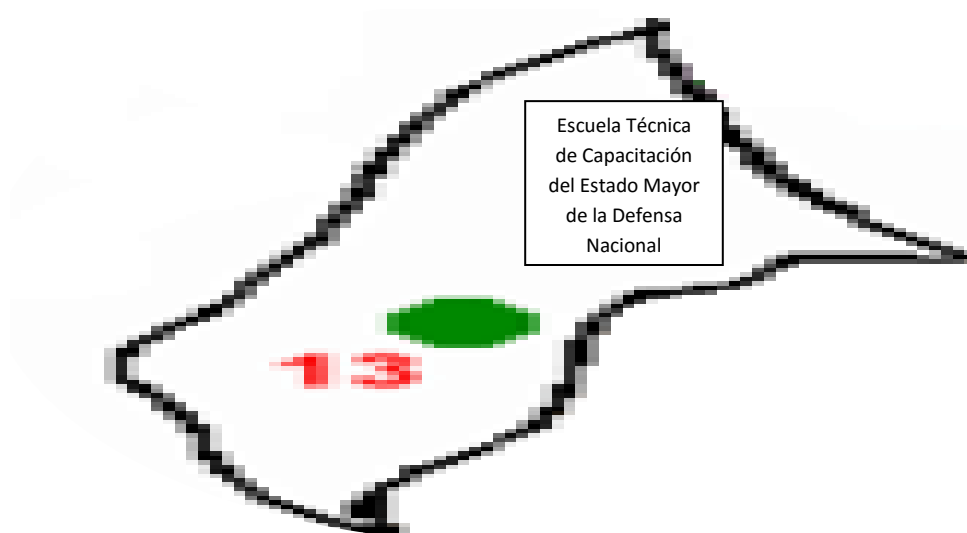 Escuela Técnica
de Capacitación
del Estado Mayor
de la Defensa
Nacional
13